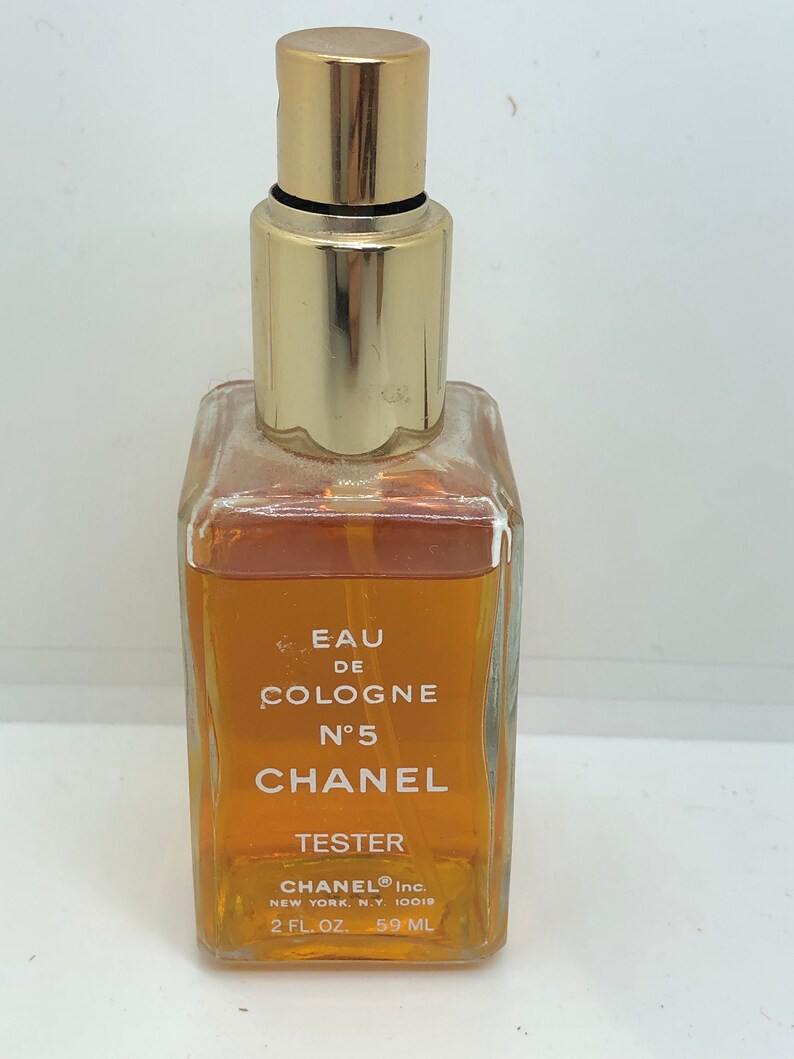 EAU
DE
COLOGNE
N°5
CHANEL
TESTER
CHANEL® Inc.
NEW YORK, N.Y. 10019
2 FL. OZ. 59 ML